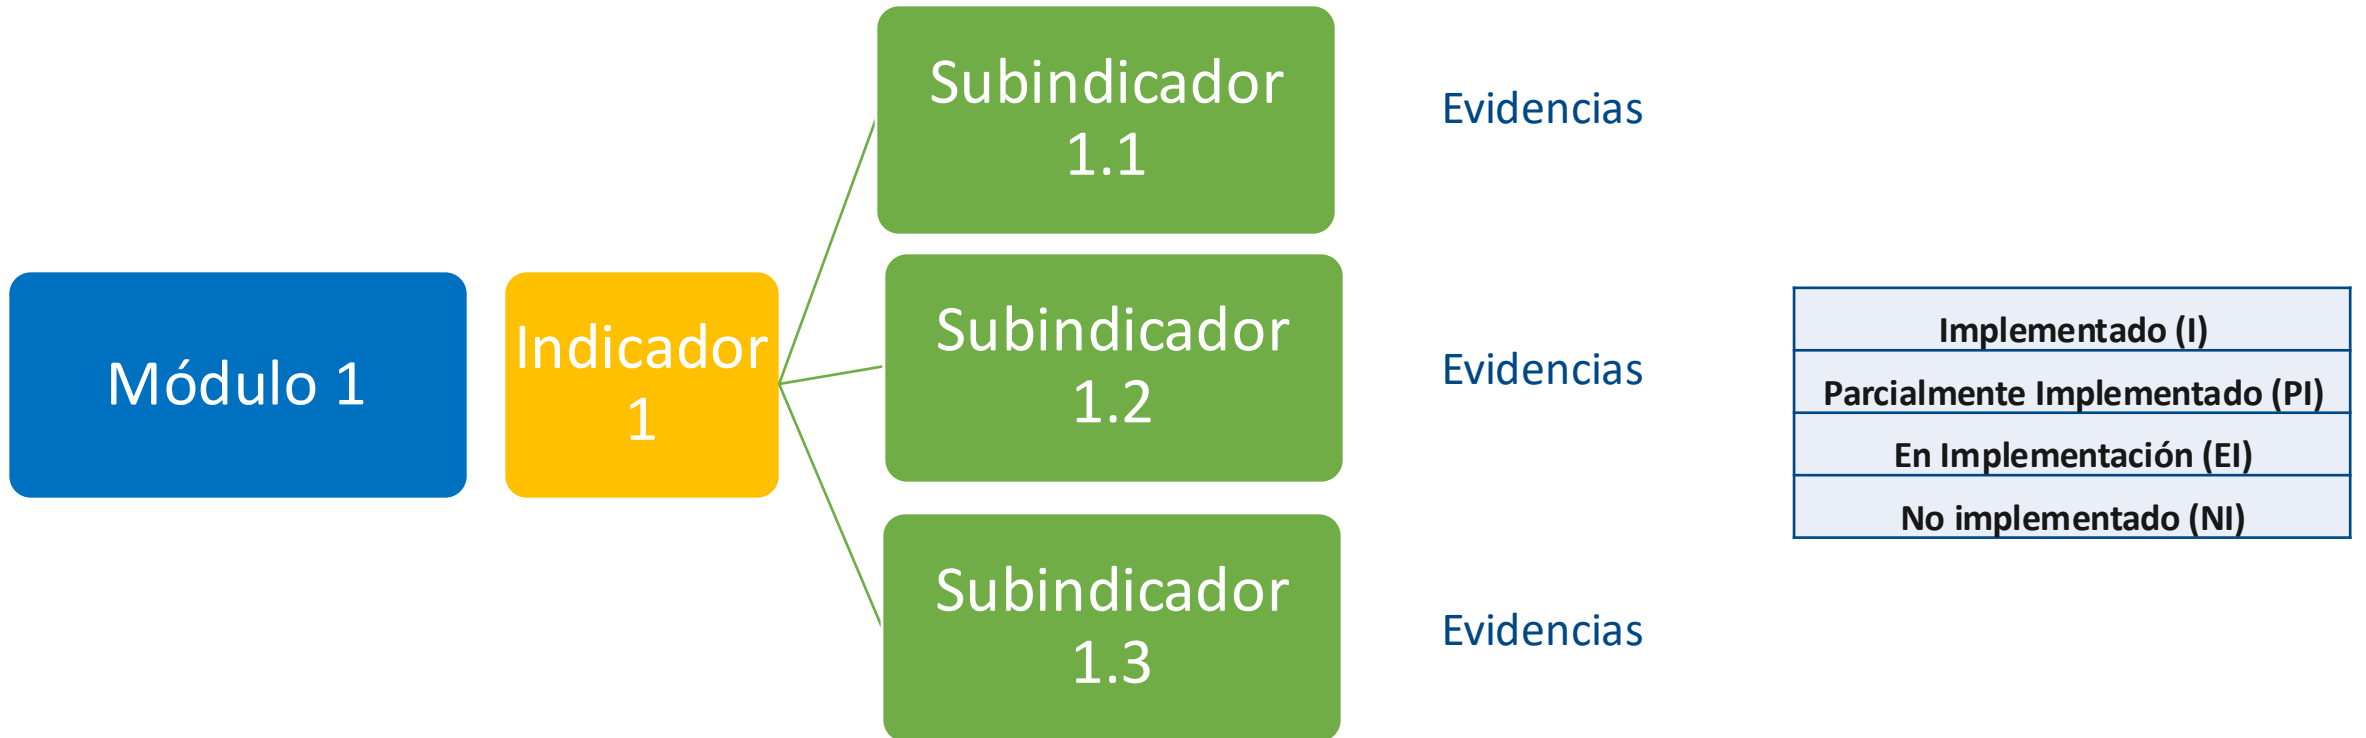 Módulo 1
Indicador
1
Subindicador
1.1
Evidencias
Subindicador
1.2
Evidencias
Subindicador
1.3
Evidencias
Implementado (I)
Parcialmente Implementado (PI)
En Implementación (EI)
No implementado (NI)